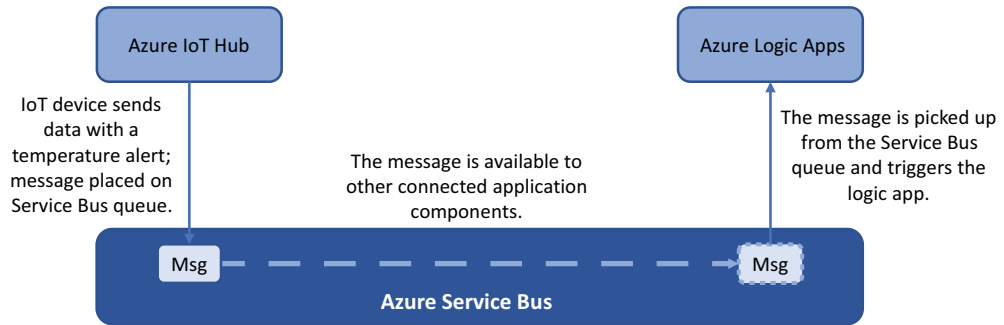 Azure IoT Hub
Azure Logic Apps
IoT device sends
data with a
temperature alert;
message placed on
Service Bus queue.
The message is available to
other connected application
components.
The message is picked up
from the Service Bus
queue and triggers the
logic app.
Msg
Msg
Azure Service Bus